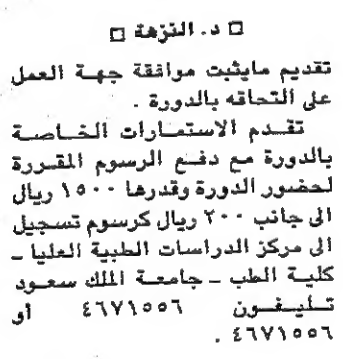 □ د. النزهة □
تقديم مايثبت موافقة جهة العمل
على التحاقه بالدورة .
تقدم الاستمارات الخاصة
بالدورة مع دفع الرسوم المقررة
لحضور الدورة وقدرها ١٥٠٠ ريال
الى جانب ٢٠٠ ريال كرسوم تسجيل
الى مركز الدراسات الطبية العليا ـ
كلية الطب ـ جامعة الملك سعود
تليفون ٤٦٧١٥٥٦ أو
٤٦٧١٥٥٦ .